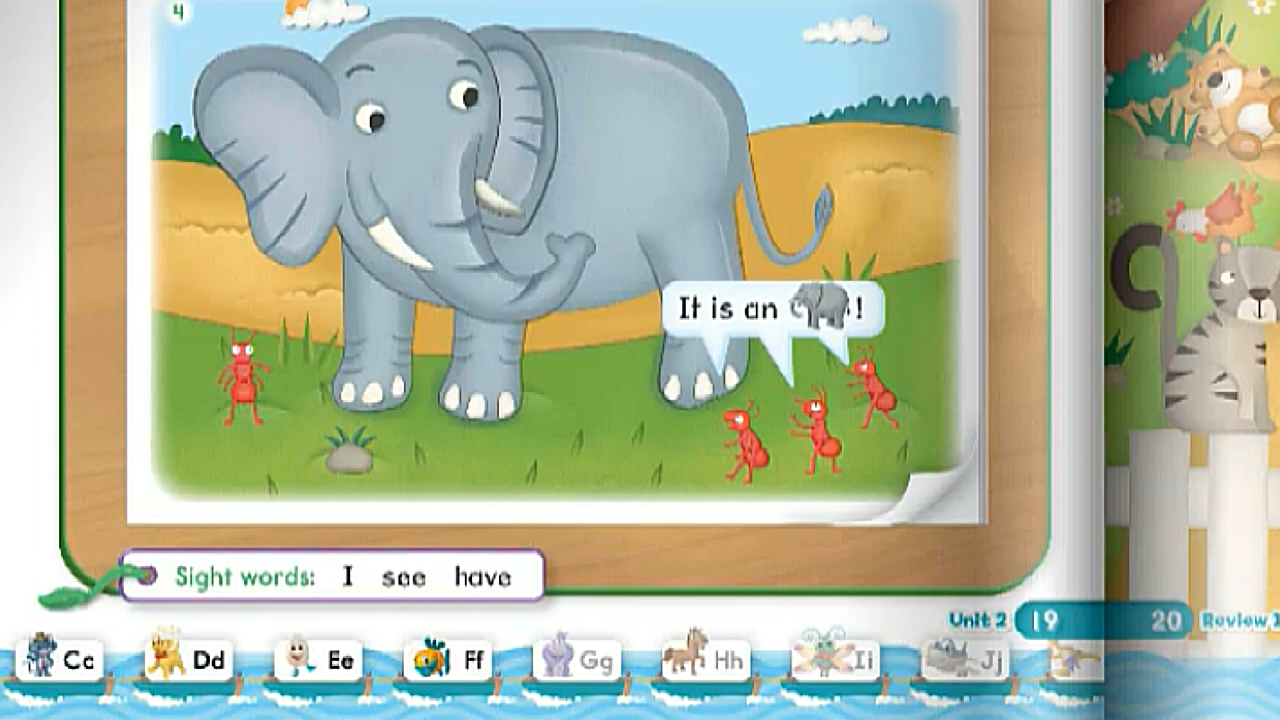 4
It is an !
Sight words: I see have
Unit 2 19
20 Review 1
Cc Dd Ee Ff Gg Hh Ii Jj